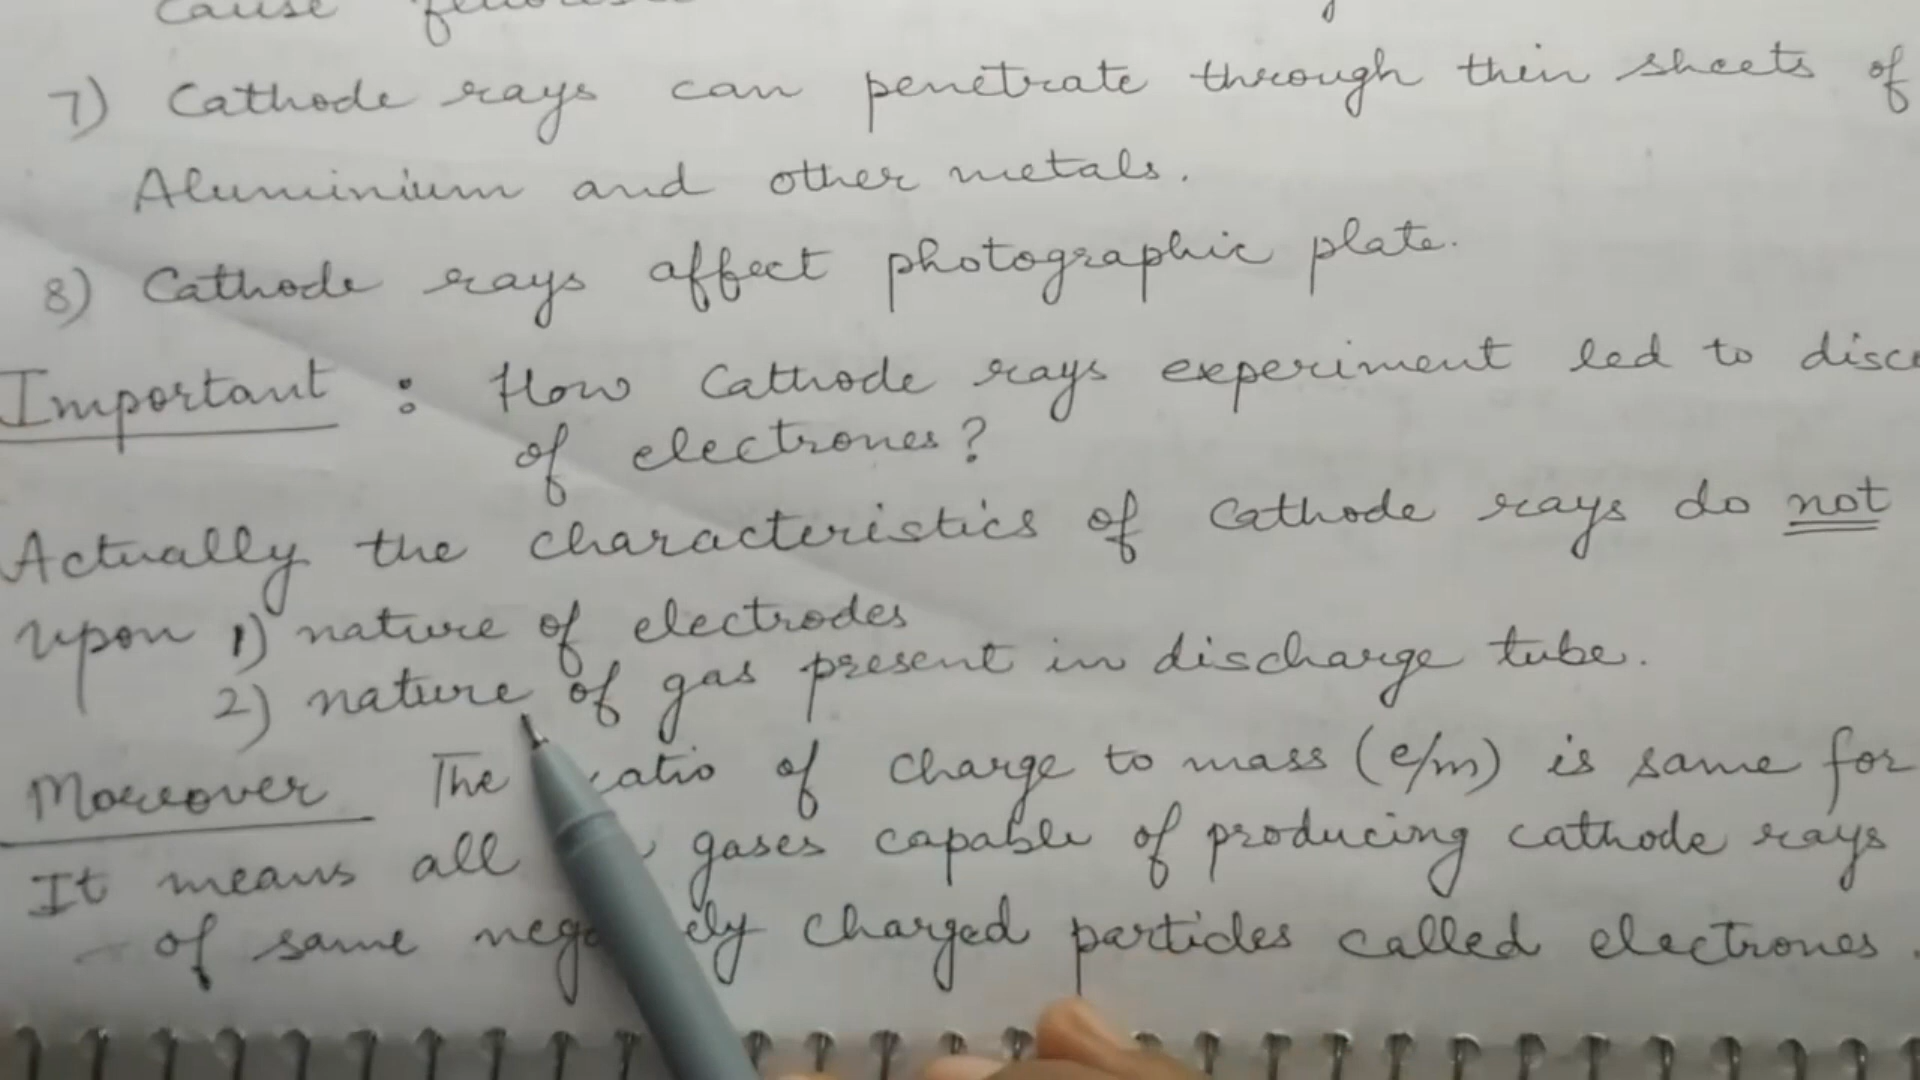 cause
7) Cathode rays can penetrate through thin sheets of
Aluminium and other metals.
8) Cathode rays affect photographic plate.
Important : How Cathode rays experiment led to disc
of electrones?
Actually the characteristics of cathode rays do not
upon 1) nature of electrodes
2) nature of gas present in discharge tube.
Moreover The ratio of charge to mass (e/m) is same for
It means all gases capable of producing cathode rays
of same neg ely charged particles called electrones.